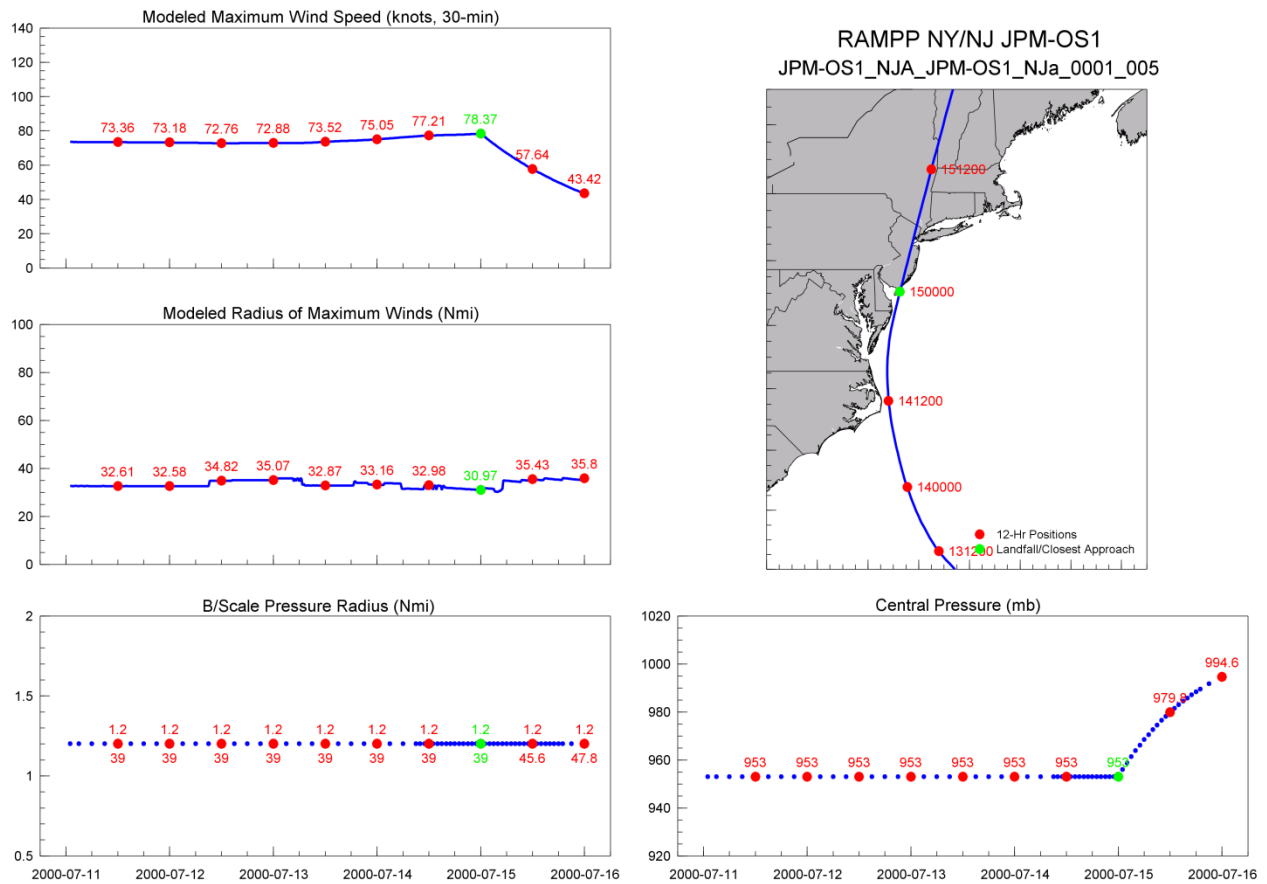 Modeled Maximum Wind Speed (knots, 30-min)
140
120
100
80
60
40
20
0
73.36 73.18 72.76 72.88 73.52 75.05 77.21 78.37 57.64 43.42
RAMPP NY/NJ JPM-OS1
JPM-OS1_NJA_JPM-OS1_NJa_0001_005
151200
150000
141200
140000
131200
12-Hr Positions
Landfall/Closest Approach
Modeled Radius of Maximum Winds (Nmi)
100
80
60
40
20
0
32.61 32.58 34.82 35.07 32.87 33.16 32.98 30.97 35.43 35.8
B/Scale Pressure Radius (Nmi)
2
1.5
1
0.5
1.2 1.2 1.2 1.2 1.2 1.2 1.2 1.2 1.2 1.2
39 39 39 39 39 39 39 39 45.6 47.8
2000-07-11 2000-07-12 2000-07-13 2000-07-14 2000-07-15 2000-07-16
Central Pressure (mb)
1020
1000
980
960
940
920
953 953 953 953 953 953 953 953 979.8 994.6
2000-07-11 2000-07-12 2000-07-13 2000-07-14 2000-07-15 2000-07-16